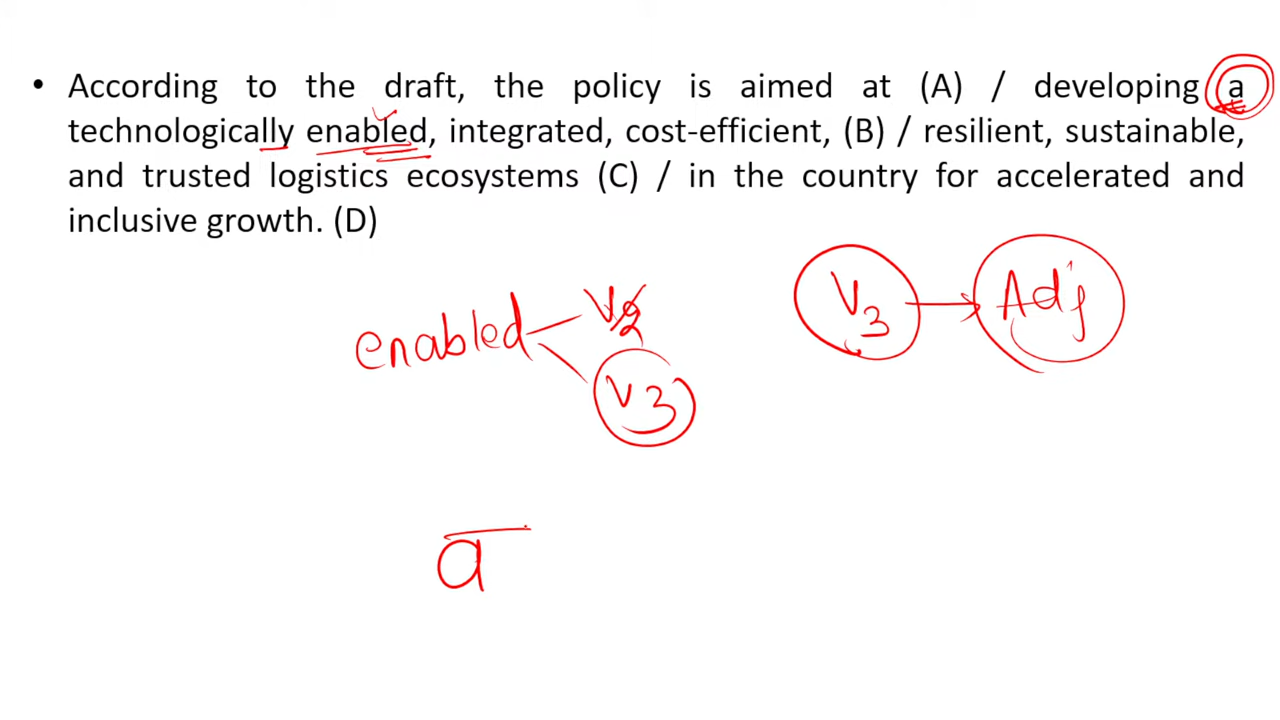 • According to the draft, the policy is aimed at (A) / developing a
technologically enabled, integrated, cost-efficient, (B) / resilient, sustainable,
and trusted logistics ecosystems (C) / in the country for accelerated and
inclusive growth. (D)
V3 → Adj
enabled V2
V3
a